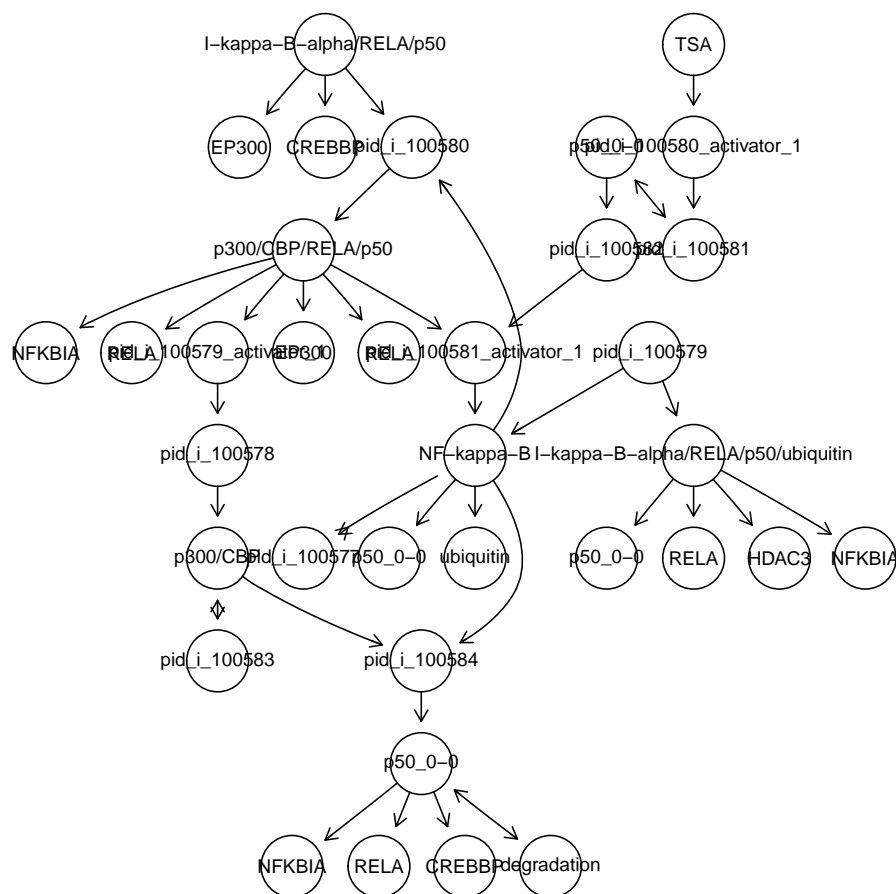 I−kappa−B−alpha/RELA/p50
TSA
EP300
CREBBP
pid_i_100580
p50_0−0
pid_i_100580_activator_1
p300/CBP/RELA/p50
pid_i_100582
pid_i_100581
NFKBIA
RELA
pid_i_100579_activator_1
EP300
RELA
pid_i_100581_activator_1
pid_i_100579
pid_i_100578
NF−kappa−B
I−kappa−B−alpha/RELA/p50/ubiquitin
p300/CBP
pid_i_100577
p50_0−0
ubiquitin
p50_0−0
RELA
HDAC3
NFKBIA
pid_i_100583
pid_i_100584
p50_0−0
NFKBIA
RELA
CREBBP
degradation